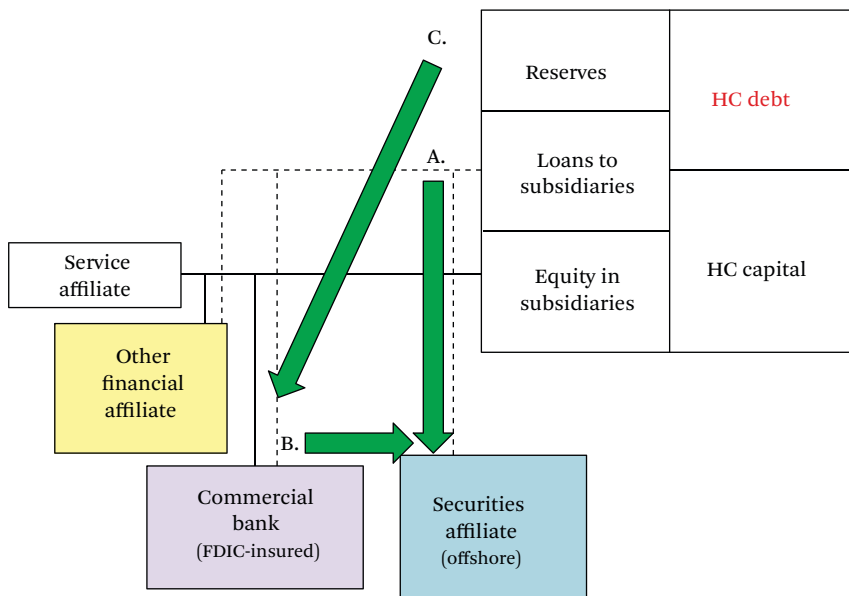 C.
Reserves
HC debt
A.
Loans to
subsidiaries
Service
affiliate
Equity in
subsidiaries
HC capital
Other
financial
affiliate
B.
Commercial
bank
(FDIC-insured)
Securities
affiliate
(offshore)